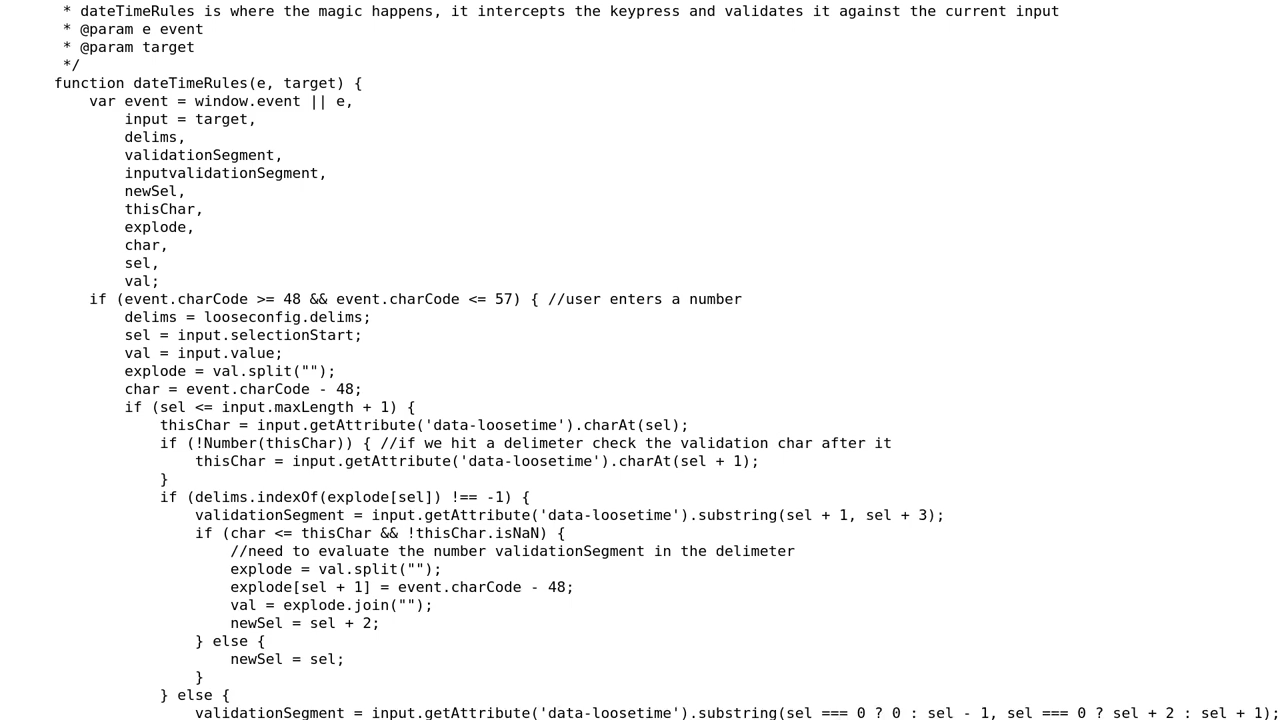 * dateTimeRules is where the magic happens, it intercepts the keypress and validates it against the current input
* @param e event
* @param target
*/
function dateTimeRules(e, target) {
var event = window.event || e,
input = target,
delims,
validationSegment,
inputvalidationSegment,
newSel,
thisChar,
explode,
char,
sel,
val;
if (event.charCode >= 48 && event.charCode <= 57) { //user enters a number
delims = looseconfig.delims;
sel = input.selectionStart;
val = input.value;
explode = val.split("");
char = event.charCode - 48;
if (sel <= input.maxLength + 1) {
thisChar = input.getAttribute('data-loosetime').charAt(sel);
if (!Number(thisChar)) { //if we hit a delimeter check the validation char after it
thisChar = input.getAttribute('data-loosetime').charAt(sel + 1);
}
if (delims.indexOf(explode[sel]) !== -1) {
validationSegment = input.getAttribute('data-loosetime').substring(sel + 1, sel + 3);
if (char <= thisChar && !thisChar.isNaN) {
//need to evaluate the number validationSegment in the delimeter
explode = val.split("");
explode[sel + 1] = event.charCode - 48;
val = explode.join("");
newSel = sel + 2;
} else {
newSel = sel;
}
} else {
validationSegment = input.getAttribute('data-loosetime').substring(sel === 0 ? 0 : sel - 1, sel === 0 ? sel + 2 : sel + 1);